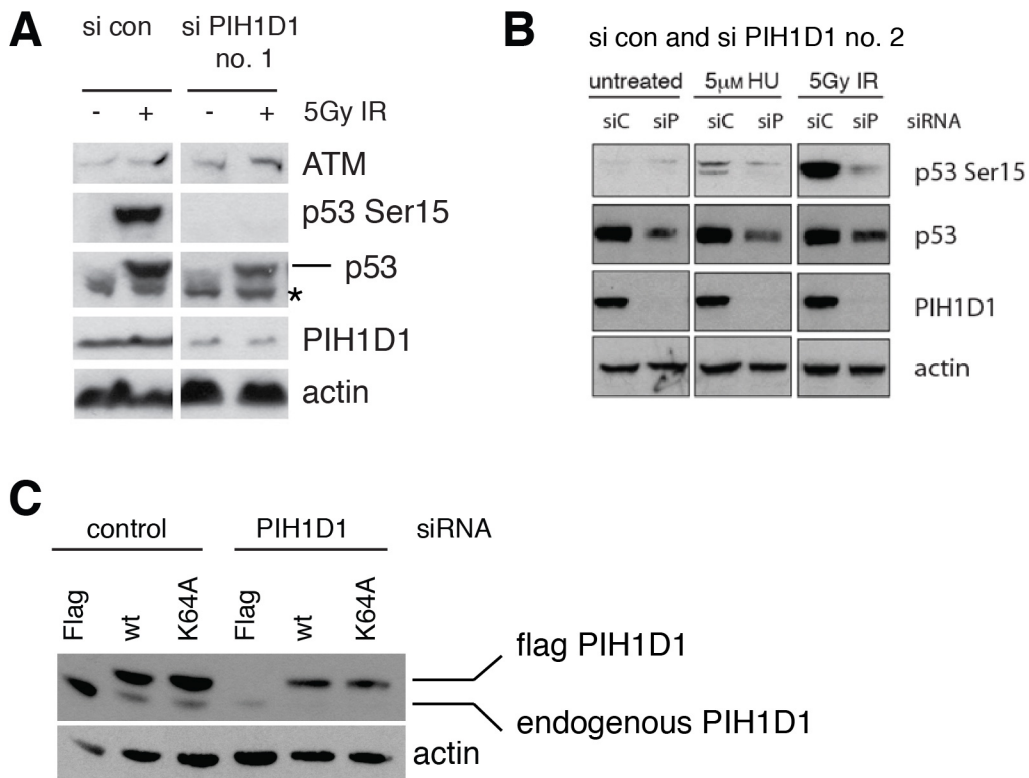 A
si con si PIH1D1
no. 1
- + - + 5Gy IR
ATM
p53 Ser15
p53
*
PIH1D1
actin
B
si con and si PIH1D1 no. 2
untreated 5µM HU 5Gy IR
siC siP siC siP siC siP siRNA
p53 Ser15
p53
PIH1D1
actin
C
control PIH1D1 siRNA
Flag wt K64A Flag wt K64A
flag PIH1D1
endogenous PIH1D1
actin